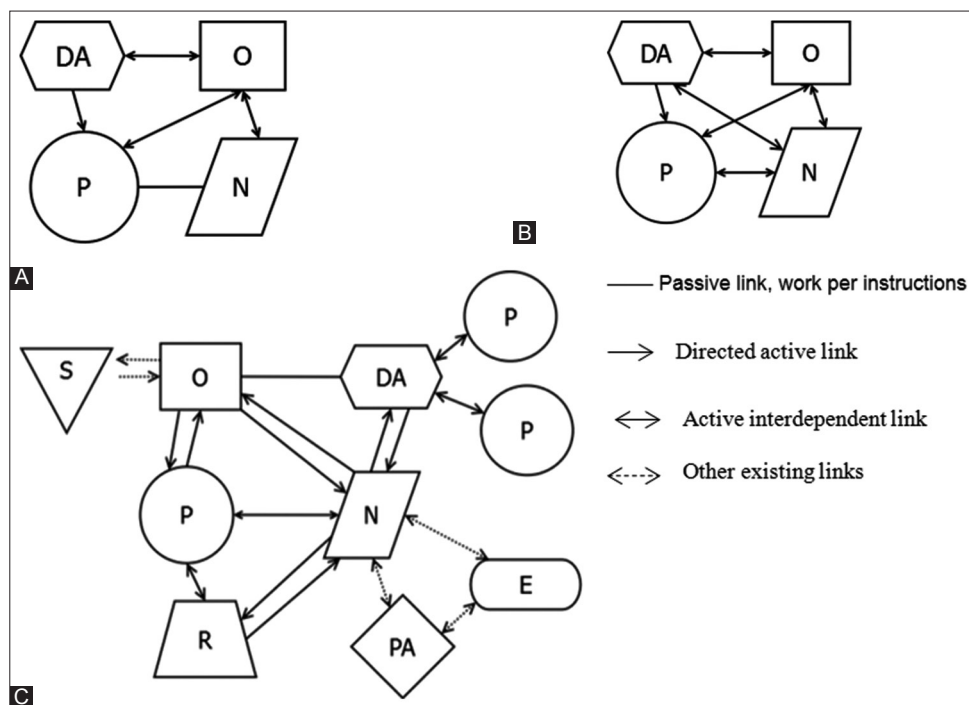 DA
O
P
N
A
DA
O
P
N
B
S
O
DA
P
P
P
N
R
PA
E
C
Passive link, work per instructions
Directed active link
Active interdependent link
Other existing links